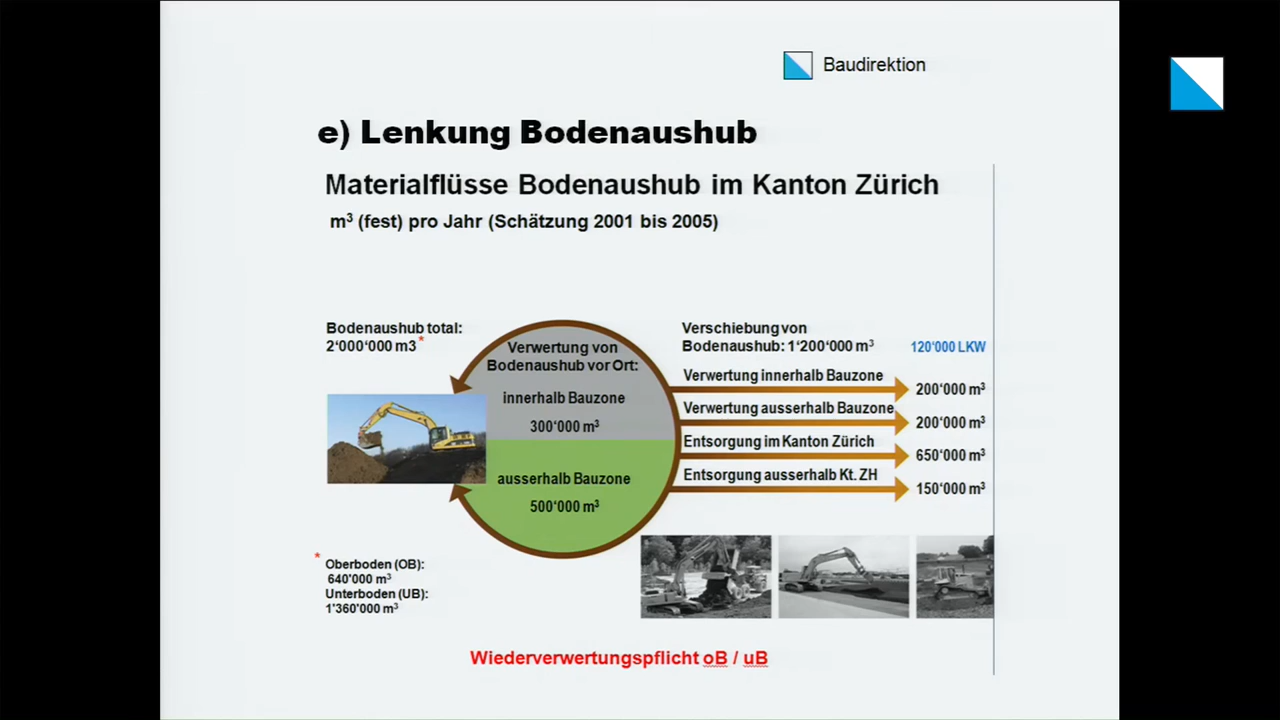 Baudirektion
e) Lenkung Bodenaushub
Materialflüsse Bodenaushub im Kanton Zürich
m³ (fest) pro Jahr (Schätzung 2001 bis 2005)
Bodenaushub total:
2‘000‘000 m3 *
Verwertung von
Bodenaushub vor Ort:
innerhalb Bauzone
300‘000 m³
ausserhalb Bauzone
500‘000 m³
Verschiebung von
Bodenaushub: 1‘200‘000 m³
120‘000 LKW
Verwertung innerhalb Bauzone
200‘000 m³
Verwertung ausserhalb Bauzone
200‘000 m³
Entsorgung im Kanton Zürich
650‘000 m³
Entsorgung ausserhalb Kt. ZH
150‘000 m³
* Oberboden (OB):
640'000 m³
Unterboden (UB):
1'360'000 m³
Wiederverwertungspflicht oB / uB